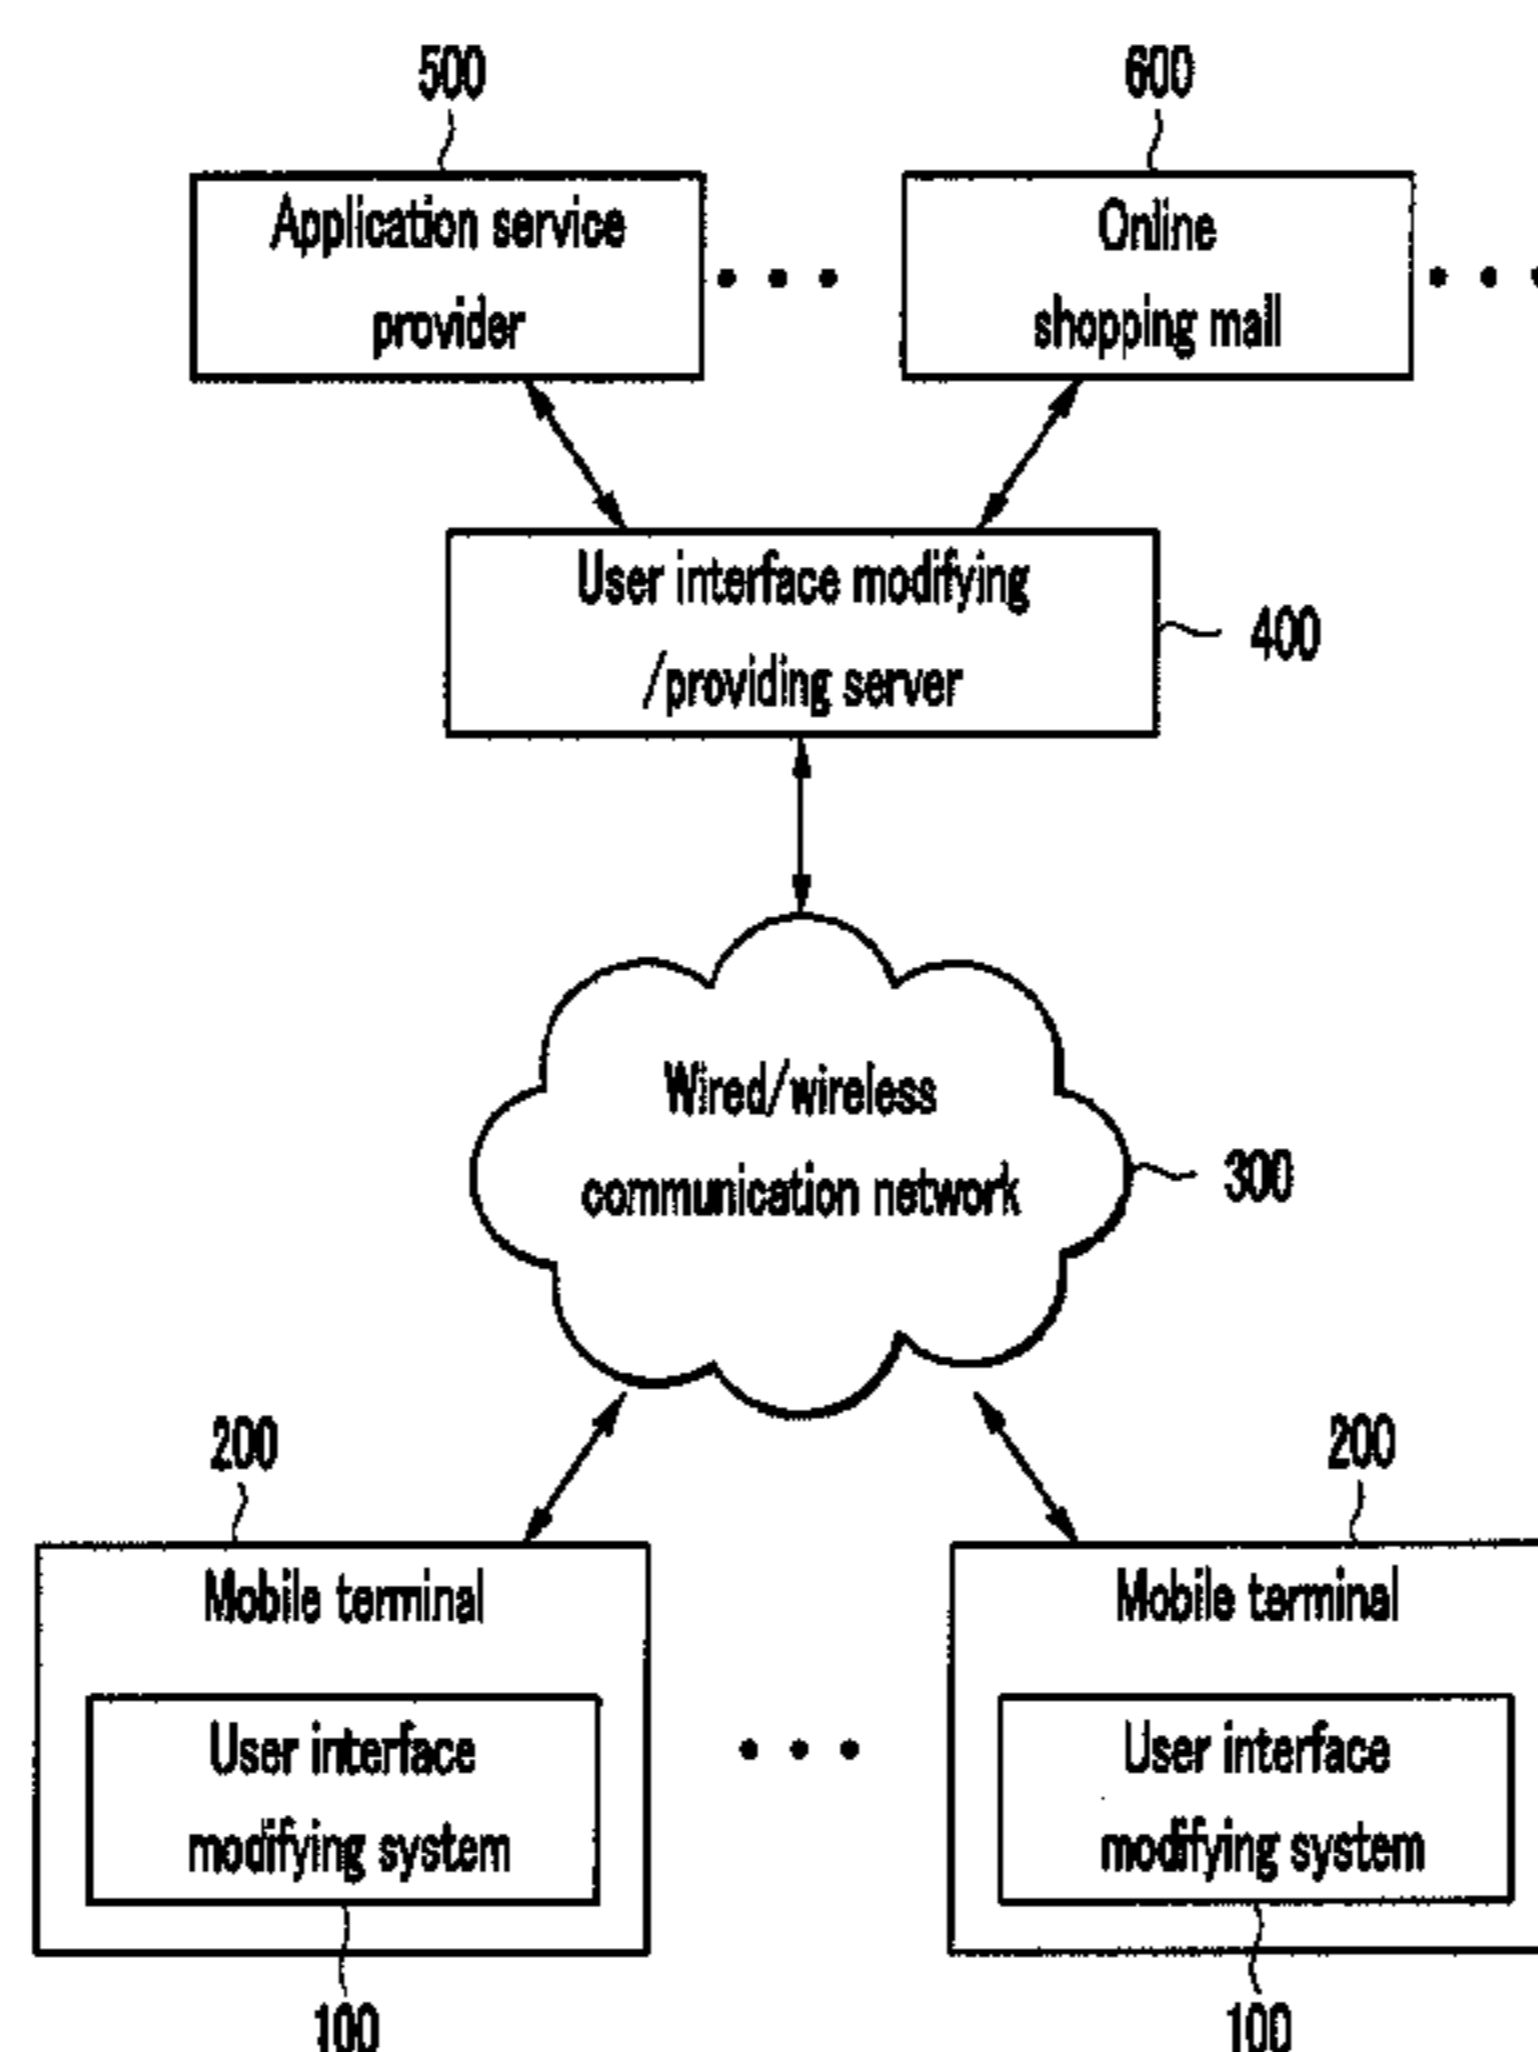 500
600
Application service
provider
Online
shopping mall
User interface modifying
/providing server
400
Wired/wireless
communication network
300
200
200
Mobile terminal
Mobile terminal
User interface
modifying system
User interface
modifying system
100
100